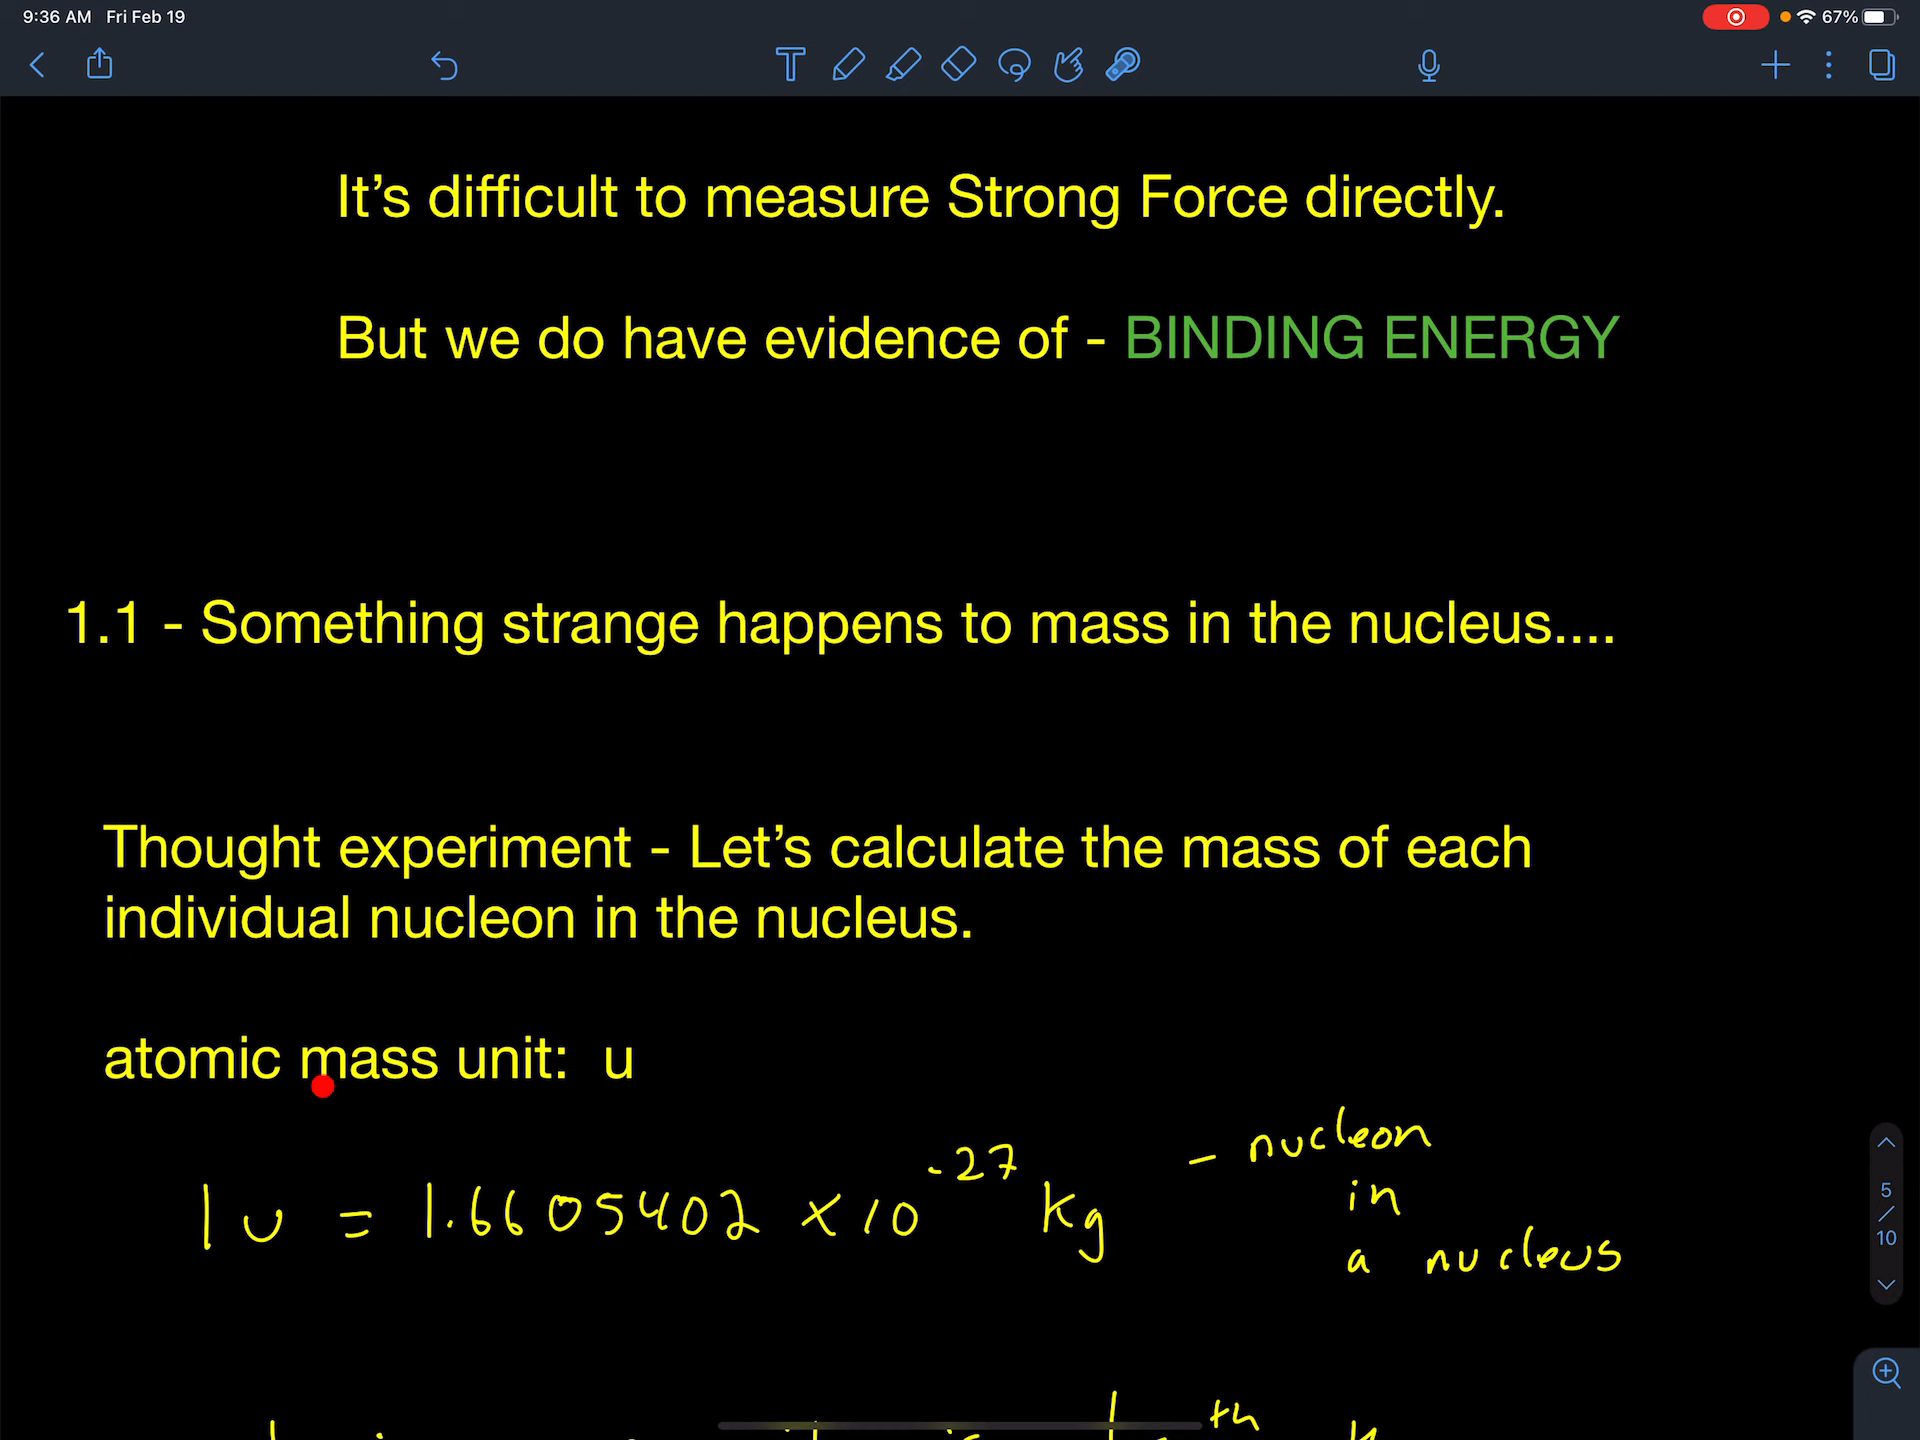 9:36 AM Fri Feb 19
67%
It's difficult to measure Strong Force directly.
But we do have evidence of - BINDING ENERGY
1.1 - Something strange happens to mass in the nucleus....
Thought experiment - Let's calculate the mass of each
individual nucleon in the nucleus.
atomic mass unit: u
1 u = 1.6605402 × 10^-27 kg
- nucleon
in
a nucleus
5
/
10
th